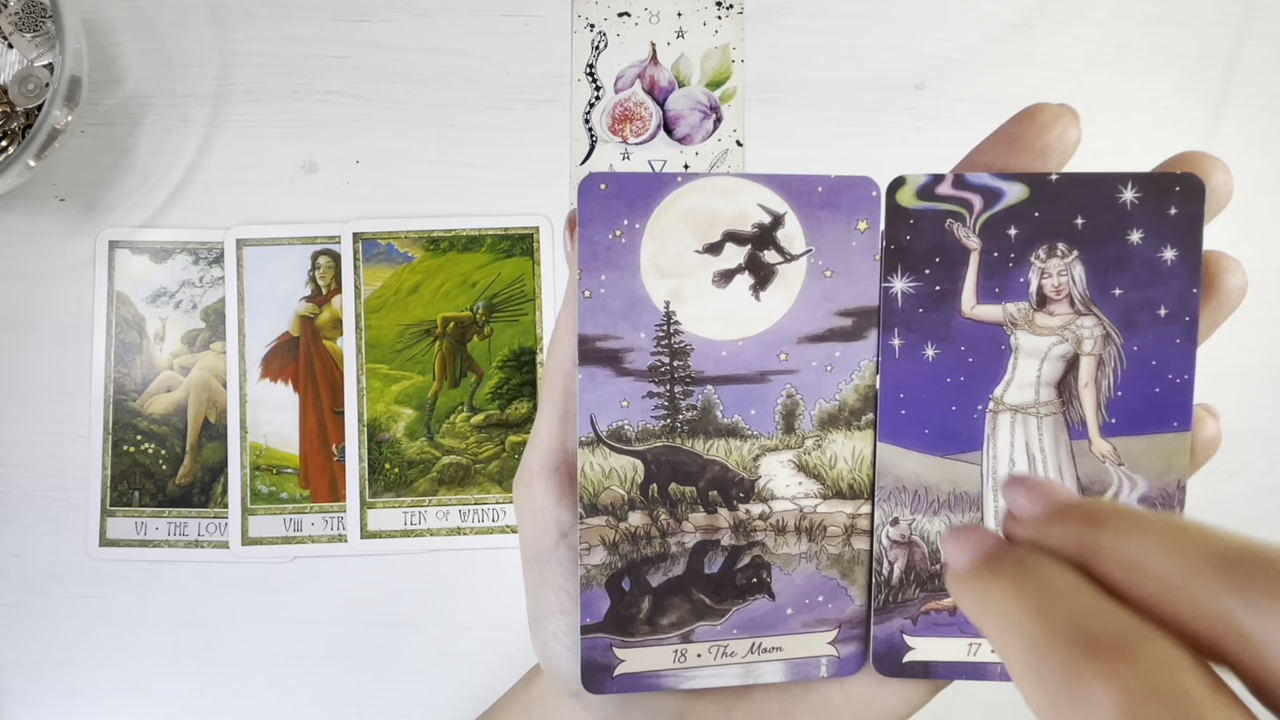 VI • THE LOV
VIII • STR
TEN OF WANDS
18 • The Moon
17 •